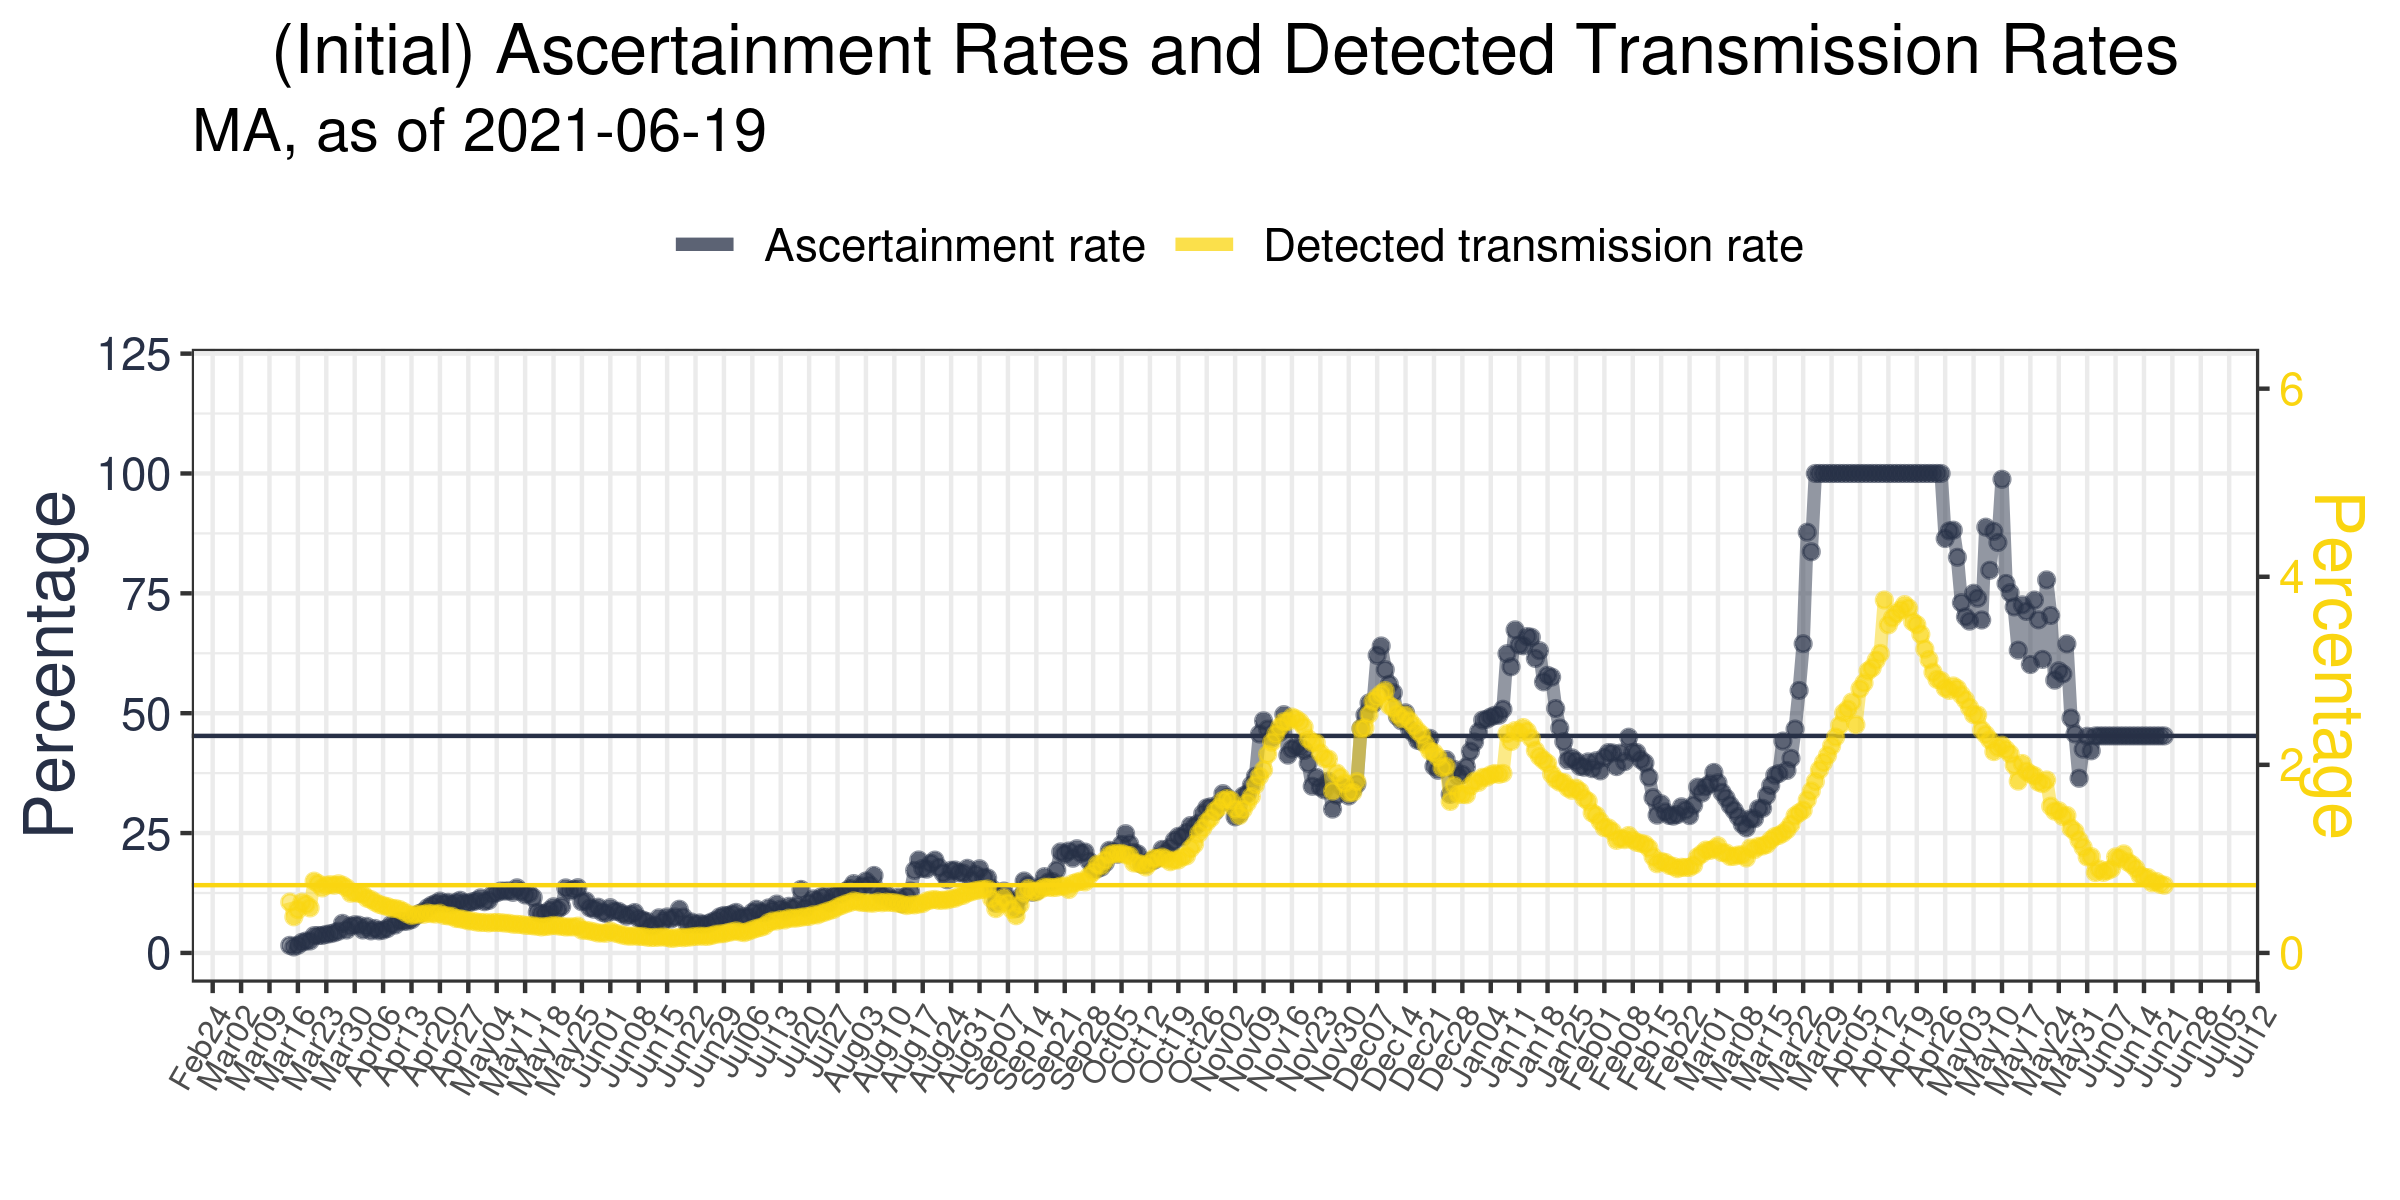 (Initial) Ascertainment Rates and Detected Transmission Rates
MA, as of 2021-06-19
Ascertainment rate
Detected transmission rate
Percentage
125
100
75
50
25
0
6
4
2
0
Percentage
Feb24
Mar02
Mar09
Mar16
Mar23
Mar30
Apr06
Apr13
Apr20
Apr27
May04
May11
May18
May25
Jun01
Jun08
Jun15
Jun22
Jun29
Jul06
Jul13
Jul20
Jul27
Aug03
Aug10
Aug17
Aug24
Aug31
Sep07
Sep14
Sep21
Sep28
Oct05
Oct12
Oct19
Oct26
Nov02
Nov09
Nov16
Nov23
Nov30
Dec07
Dec14
Dec21
Dec28
Jan04
Jan11
Jan18
Jan25
Feb01
Feb08
Feb15
Feb22
Mar01
Mar08
Mar15
Mar22
Mar29
Apr05
Apr12
Apr19
Apr26
May03
May10
May17
May24
May31
Jun07
Jun14
Jun21
Jun28
Jul05
Jul12